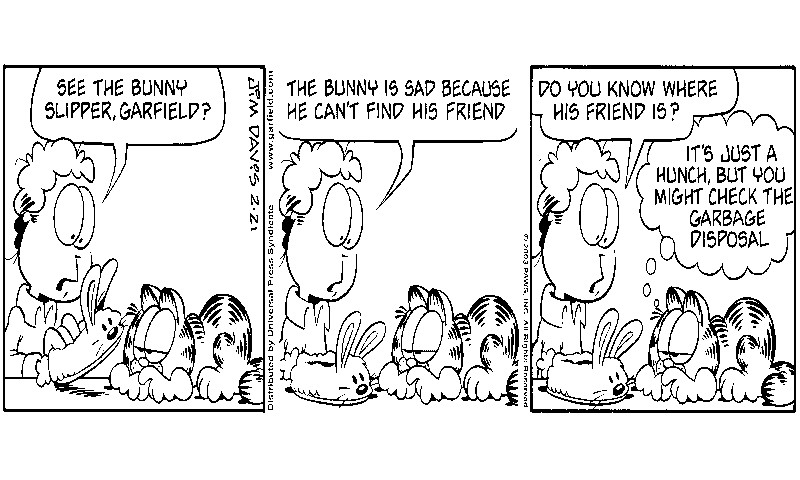 SEE THE BUNNY
SLIPPER, GARFIELD?
JIM DAVIS 2·21
www.garfield.com
Distributed by Universal Press Syndicate
THE BUNNY IS SAD BECAUSE
HE CAN'T FIND HIS FRIEND
© 2003 PAWS, INC. All Rights Reserved
DO YOU KNOW WHERE
HIS FRIEND IS?
IT'S JUST A
HUNCH, BUT YOU
MIGHT CHECK THE
GARBAGE
DISPOSAL